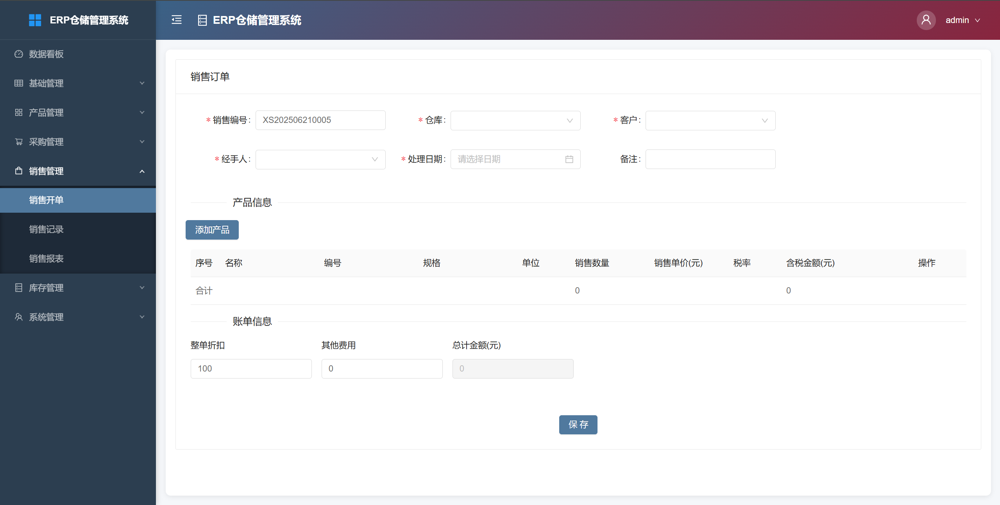 ERP仓储管理系统
ERP仓储管理系统
admin
数据看板
基础管理
产品管理
采购管理
销售管理
销售开单
销售记录
销售报表
库存管理
系统管理
销售订单
* 销售编号: XS202506210005 * 仓库: * 客户:
* 经手人: * 处理日期: 请选择日期 备注:
产品信息
添加产品
序号 名称 编号 规格 单位 销售数量 销售单价(元) 税率 含税金额(元) 操作
合计 0 0
账单信息
整单折扣 其他费用 总计金额(元)
100 0 0
保 存